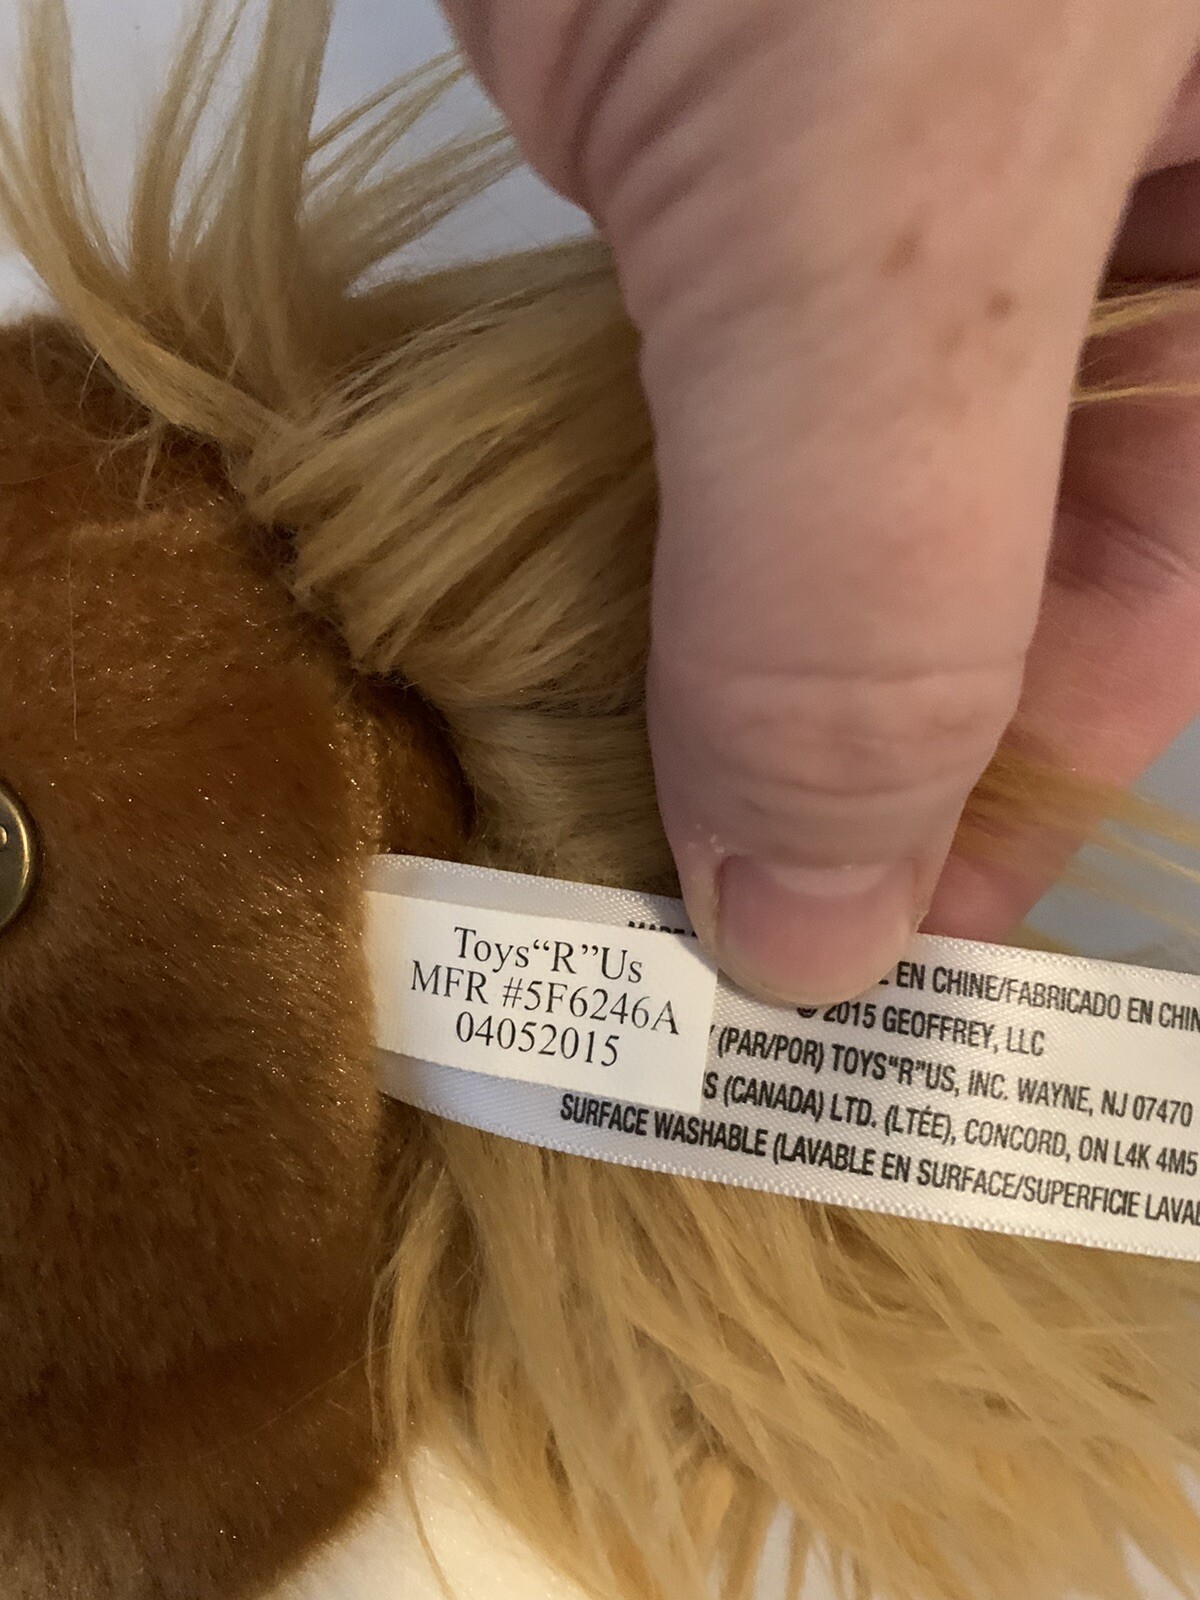 Toys“R”Us
MFR #5F6246A
04052015
EN CHINE/FABRICADO EN CHIN
© 2015 GEOFFREY, LLC
(PAR/POR) TOYS"R"US, INC. WAYNE, NJ 07470
S (CANADA) LTD. (LTÉE), CONCORD, ON L4K 4M5
SURFACE WASHABLE (LAVABLE EN SURFACE/SUPERFICIE LAVAB